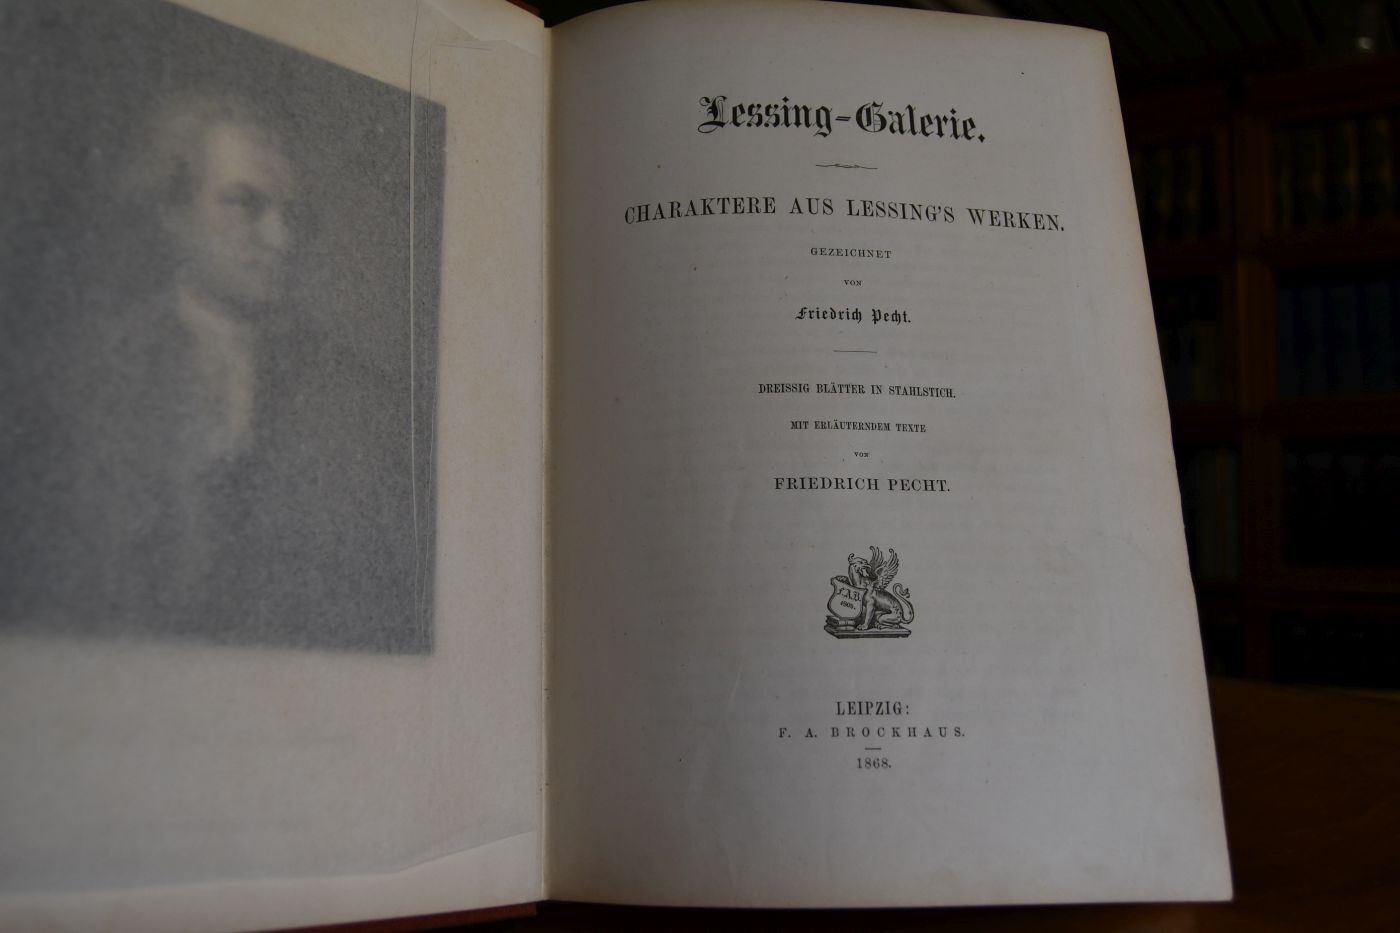 Lessing-Galerie.
CHARAKTERE AUS LESSING'S WERKEN.
GEZEICHNET
VON
Friedrich Pecht.
DREISSIG BLÄTTER IN STAHLSTICH.
MIT ERLÄUTERNDEM TEXTE
VON
FRIEDRICH PECHT.
F.A.B.
1805.
LEIPZIG:
F. A. BROCKHAUS.
1868.